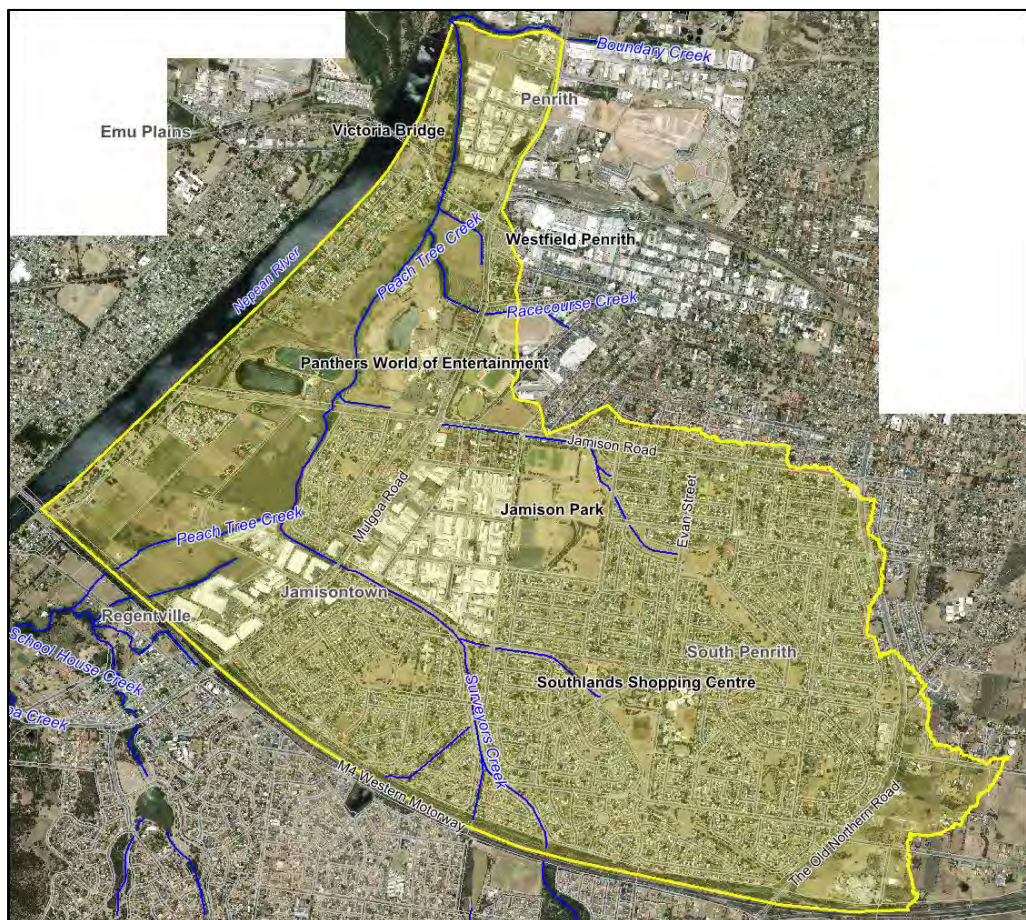 Boundary Creek
Penrith
Emu Plains
Victoria Bridge
Westfield Penrith
Peach Tree Creek
Nepean River
Racecourse Creek
Panthers World of Entertainment
Jamison Road
Mulgoa Road
Evan Street
Jamison Park
Peach Tree Creek
Jamisontown
Regentville
School House Creek
South Penrith
Southlands Shopping Centre
oa Creek
Surveyors Creek
M4 Western Motorway
The Old Northern Road